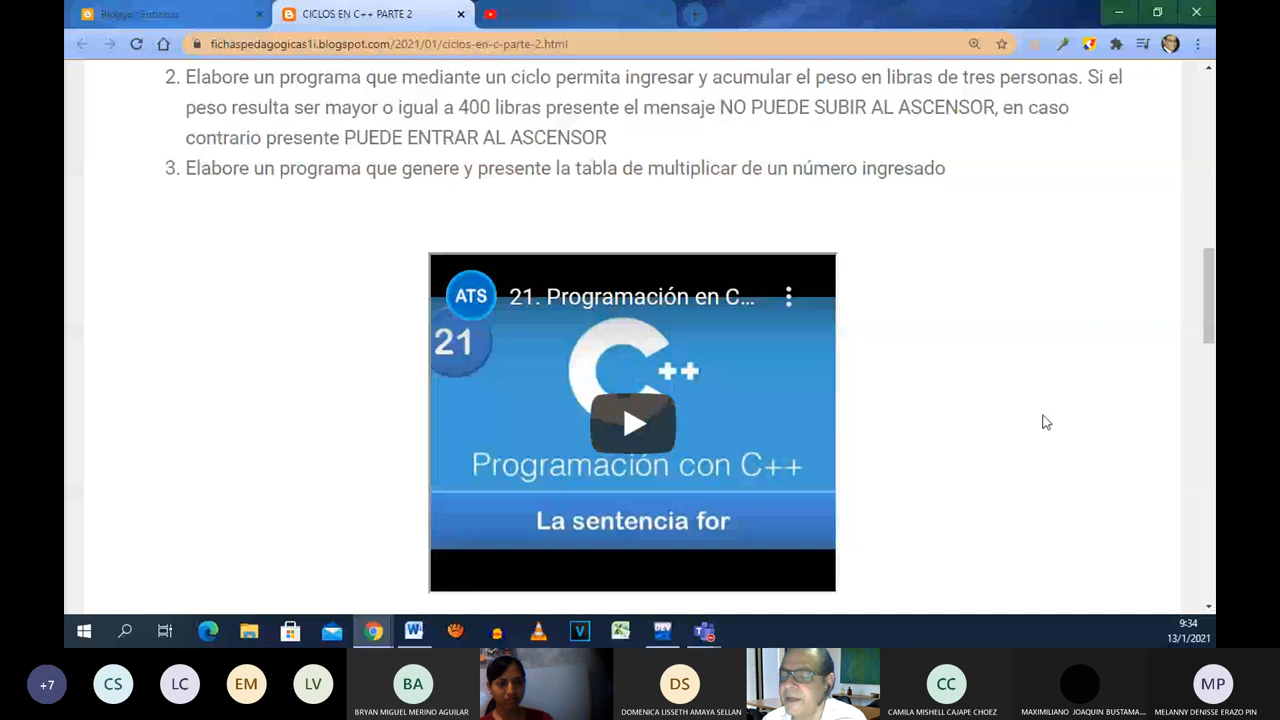 Blogger: Entradas
CICLOS EN C++ PARTE 2
fichaspedagogicas1i.blogspot.com/2021/01/ciclos-en-c-parte-2.html
2. Elabore un programa que mediante un ciclo permita ingresar y acumular el peso en libras de tres personas. Si el
peso resulta ser mayor o igual a 400 libras presente el mensaje NO PUEDE SUBIR AL ASCENSOR, en caso
contrario presente PUEDE ENTRAR AL ASCENSOR
3. Elabore un programa que genere y presente la tabla de multiplicar de un número ingresado
ATS
21. Programación en C...
21
C++
Programación con C++
La sentencia for
DEV
9:34
13/1/2021
+7
CS
LC
EM
LV
BA
DS
CC
MP
BRYAN MIGUEL MERINO AGUILAR
DOMENICA LISSETH AMAYA SELLAN
CAMILA MISHELL CAJAPE CHOEZ
MAXIMILIANO JOAQUIN BUSTAMA...
MELANNY DENISSE ERAZO PIN